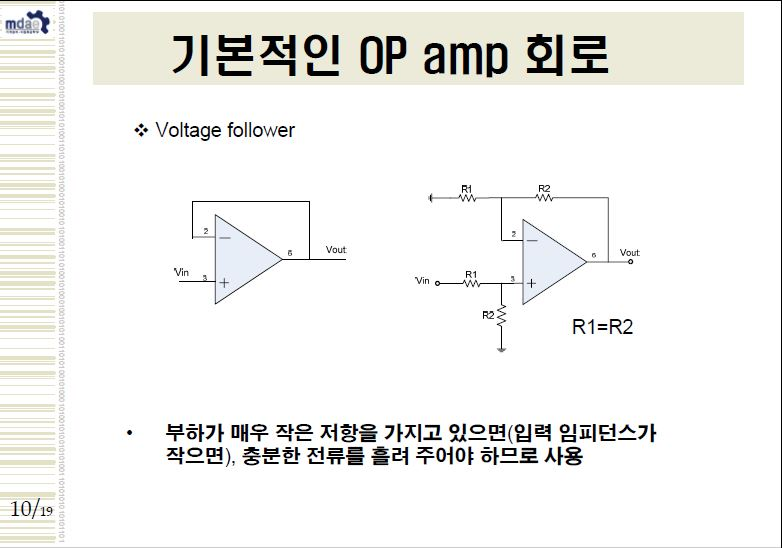 mdae
기본적인 OP amp 회로
❖ Voltage follower
2
6
Vout
Vin
3
R1
R2
2
6
Vout
Vin
R1
3
R2
R1=R2
• 부하가 매우 작은 저항을 가지고 있으면(입력 임피던스가
작으면), 충분한 전류를 흘려 주어야 하므로 사용
10/19